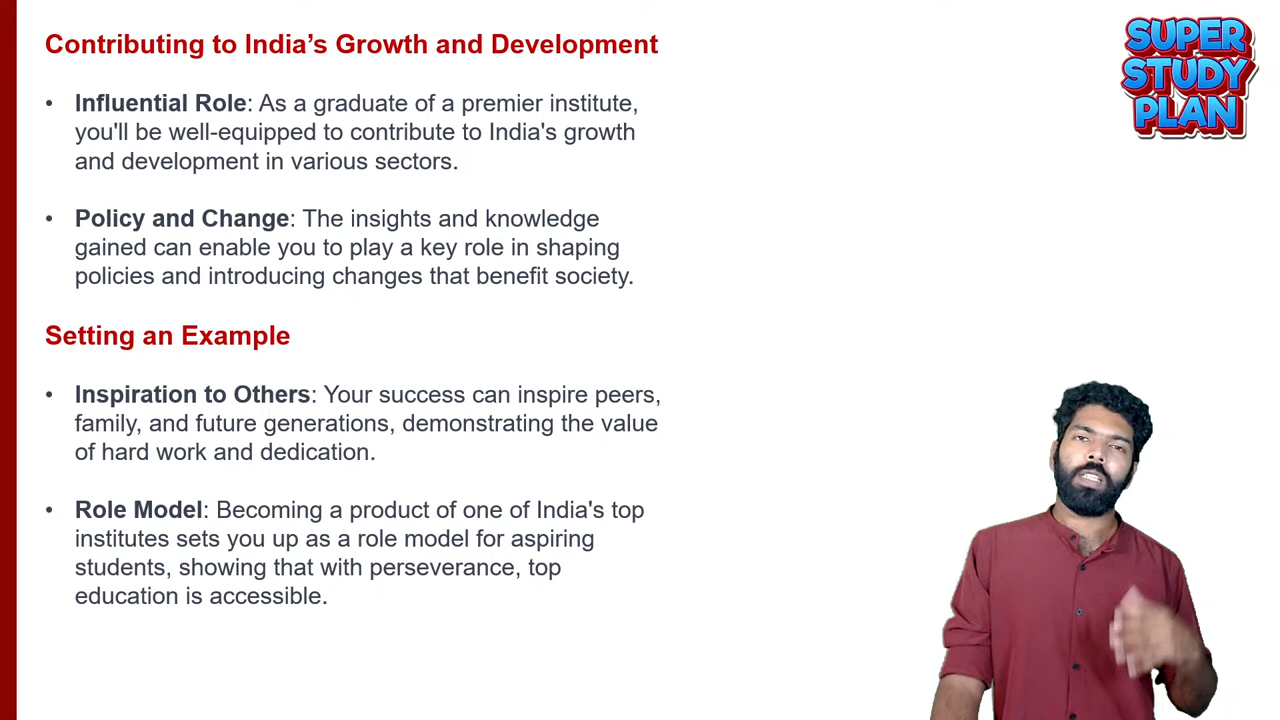 Contributing to India’s Growth and Development
• Influential Role: As a graduate of a premier institute,
you'll be well-equipped to contribute to India's growth
and development in various sectors.
• Policy and Change: The insights and knowledge
gained can enable you to play a key role in shaping
policies and introducing changes that benefit society.
Setting an Example
• Inspiration to Others: Your success can inspire peers,
family, and future generations, demonstrating the value
of hard work and dedication.
• Role Model: Becoming a product of one of India's top
institutes sets you up as a role model for aspiring
students, showing that with perseverance, top
education is accessible.
SUPER
STUDY
PLAN